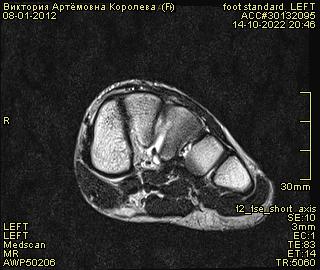 Виктория Артёмовна Королева (F)
08-01-2012
foot standard LEFT
ACC#30132095
14-10-2022 20:46
R
30mm
12_tse_short_axis
SE:10
3mm
EC:1
TE:83
ET:14
TR:5060
LEFT
LEFT
Medscan
MR
AWP50206